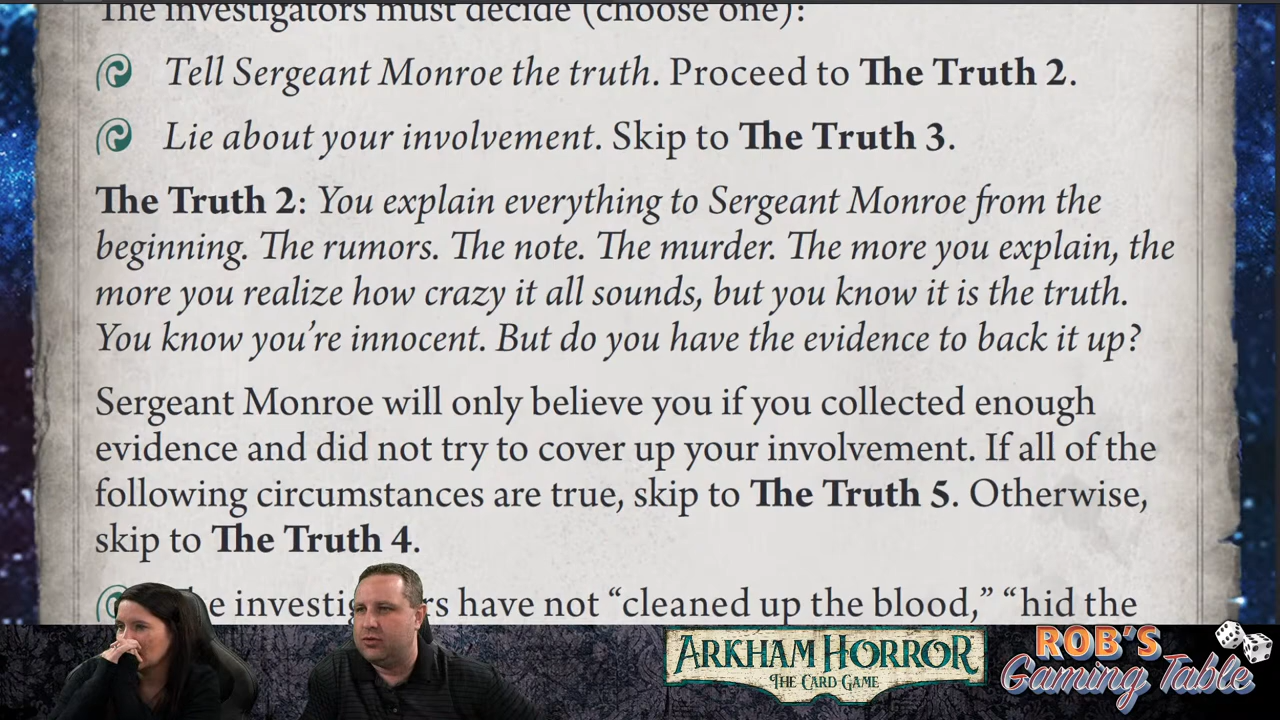 The investigators must decide (choose one):
Tell Sergeant Monroe the truth. Proceed to The Truth 2.
Lie about your involvement. Skip to The Truth 3.
The Truth 2: You explain everything to Sergeant Monroe from the
beginning. The rumors. The note. The murder. The more you explain, the
more you realize how crazy it all sounds, but you know it is the truth.
You know you’re innocent. But do you have the evidence to back it up?
Sergeant Monroe will only believe you if you collected enough
evidence and did not try to cover up your involvement. If all of the
following circumstances are true, skip to The Truth 5. Otherwise,
skip to The Truth 4.
have not “cleaned up the blood,” “hid the
ARKHAM HORROR
THE CARD GAME
ROB'S
Gaming Table